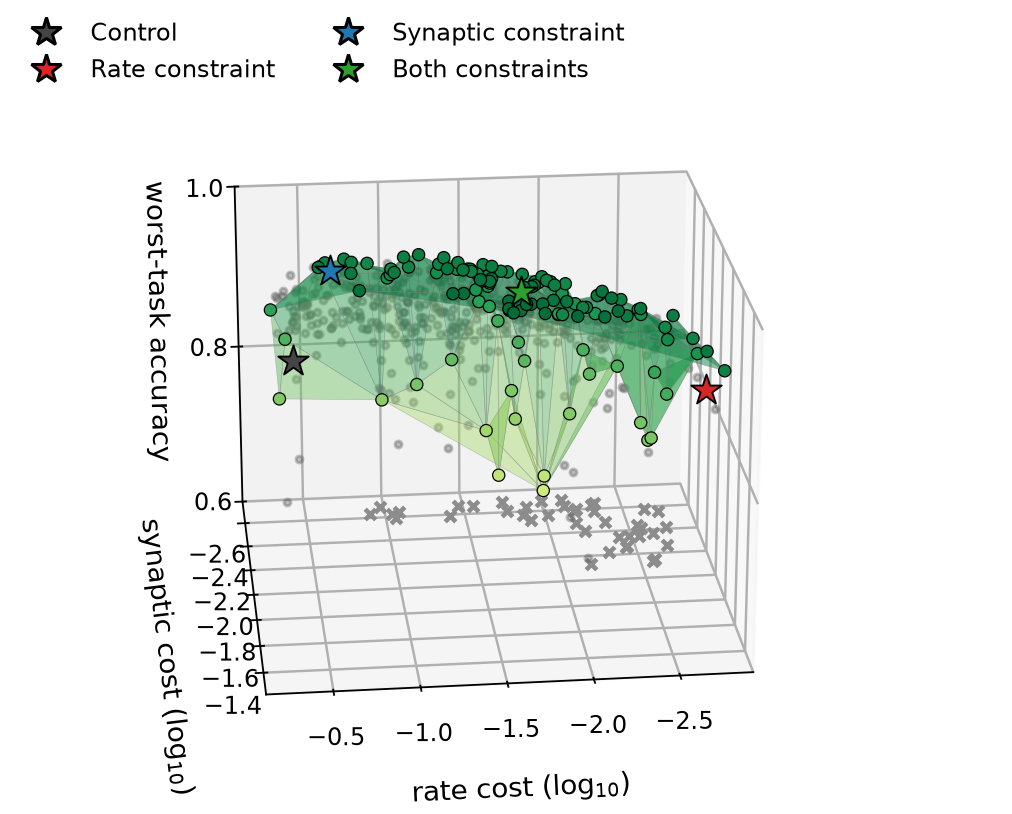 Control
Synaptic constraint
Rate constraint
Both constraints
1.0
0.8
0.6
worst-task accuracy
−2.6
−2.4
−2.2
−2.0
−1.8
−1.6
−1.4
synaptic cost (log₁₀)
−0.5
−1.0
−1.5
−2.0
−2.5
rate cost (log₁₀)